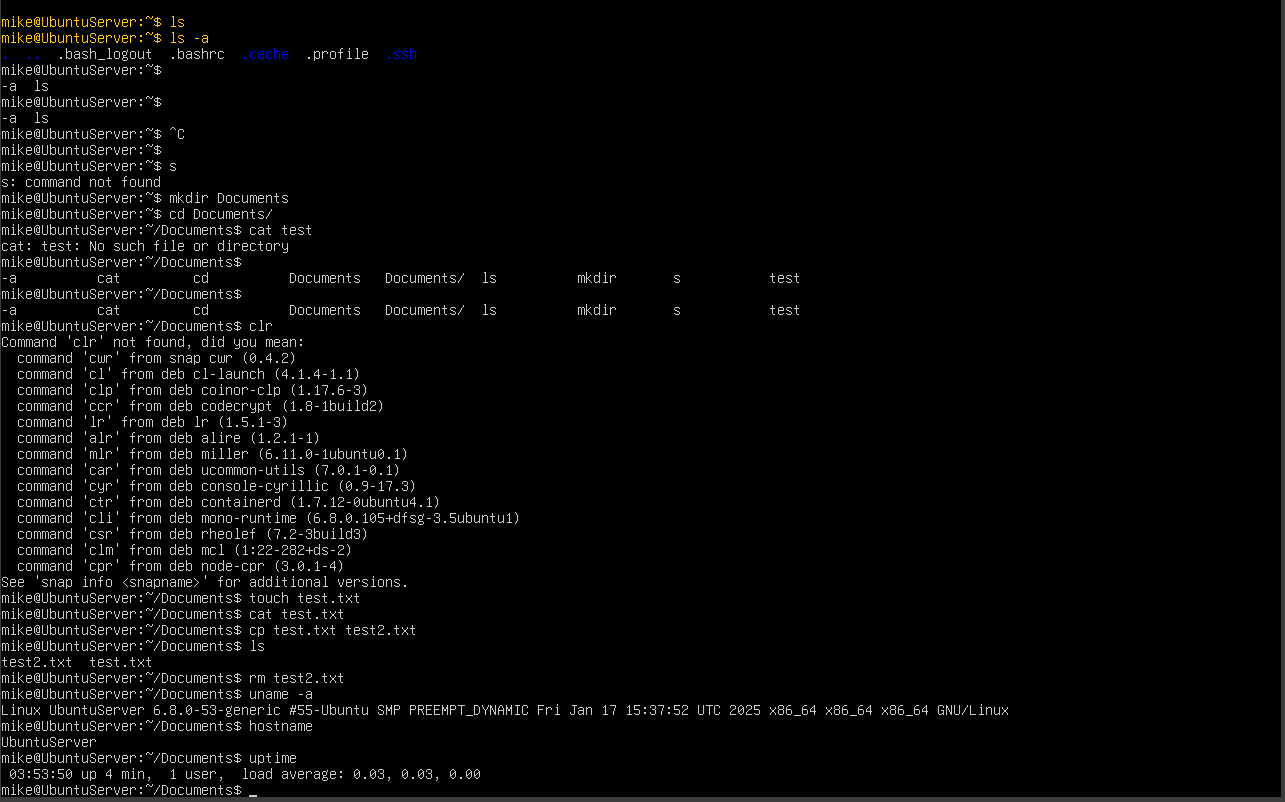 mike@UbuntuServer:~$ ls
mike@UbuntuServer:~$ ls -a
.  ..  .bash_logout  .bashrc  .cache  .profile  .ssh
mike@UbuntuServer:~$
-a  ls
mike@UbuntuServer:~$
-a  ls
mike@UbuntuServer:~$ ^C
mike@UbuntuServer:~$
mike@UbuntuServer:~$ s
s: command not found
mike@UbuntuServer:~$ mkdir Documents
mike@UbuntuServer:~$ cd Documents/
mike@UbuntuServer:~/Documents$ cat test
cat: test: No such file or directory
mike@UbuntuServer:~/Documents$
-a          cat         cd          Documents   Documents/  ls          mkdir       s           test
mike@UbuntuServer:~/Documents$
-a          cat         cd          Documents   Documents/  ls          mkdir       s           test
mike@UbuntuServer:~/Documents$ clr
Command 'clr' not found, did you mean:
  command 'cwr' from snap cwr (0.4.2)
  command 'cl' from deb cl-launch (4.1.4-1.1)
  command 'clp' from deb coinor-clp (1.17.6-3)
  command 'ccr' from deb codecrypt (1.8-1build2)
  command 'lr' from deb lr (1.5.1-3)
  command 'alr' from deb alire (1.2.1-1)
  command 'mlr' from deb miller (6.11.0-1ubuntu0.1)
  command 'car' from deb ucommon-utils (7.0.1-0.1)
  command 'cyr' from deb console-cyrillic (0.9-17.3)
  command 'ctr' from deb containerd (1.7.12-0ubuntu4.1)
  command 'cli' from deb mono-runtime (6.8.0.105+dfsg-3.5ubuntu1)
  command 'csr' from deb rheolef (7.2-3build3)
  command 'clm' from deb mcl (1:22-282+ds-2)
  command 'cpr' from deb node-cpr (3.0.1-4)
See 'snap info <snapname>' for additional versions.
mike@UbuntuServer:~/Documents$ touch test.txt
mike@UbuntuServer:~/Documents$ cat test.txt
mike@UbuntuServer:~/Documents$ cp test.txt test2.txt
mike@UbuntuServer:~/Documents$ ls
test2.txt  test.txt
mike@UbuntuServer:~/Documents$ rm test2.txt
mike@UbuntuServer:~/Documents$ uname -a
Linux UbuntuServer 6.8.0-53-generic #55-Ubuntu SMP PREEMPT_DYNAMIC Fri Jan 17 15:37:52 UTC 2025 x86_64 x86_64 x86_64 GNU/Linux
mike@UbuntuServer:~/Documents$ hostname
UbuntuServer
mike@UbuntuServer:~/Documents$ uptime
 03:53:50 up 4 min,  1 user,  load average: 0.03, 0.03, 0.00
mike@UbuntuServer:~/Documents$ _